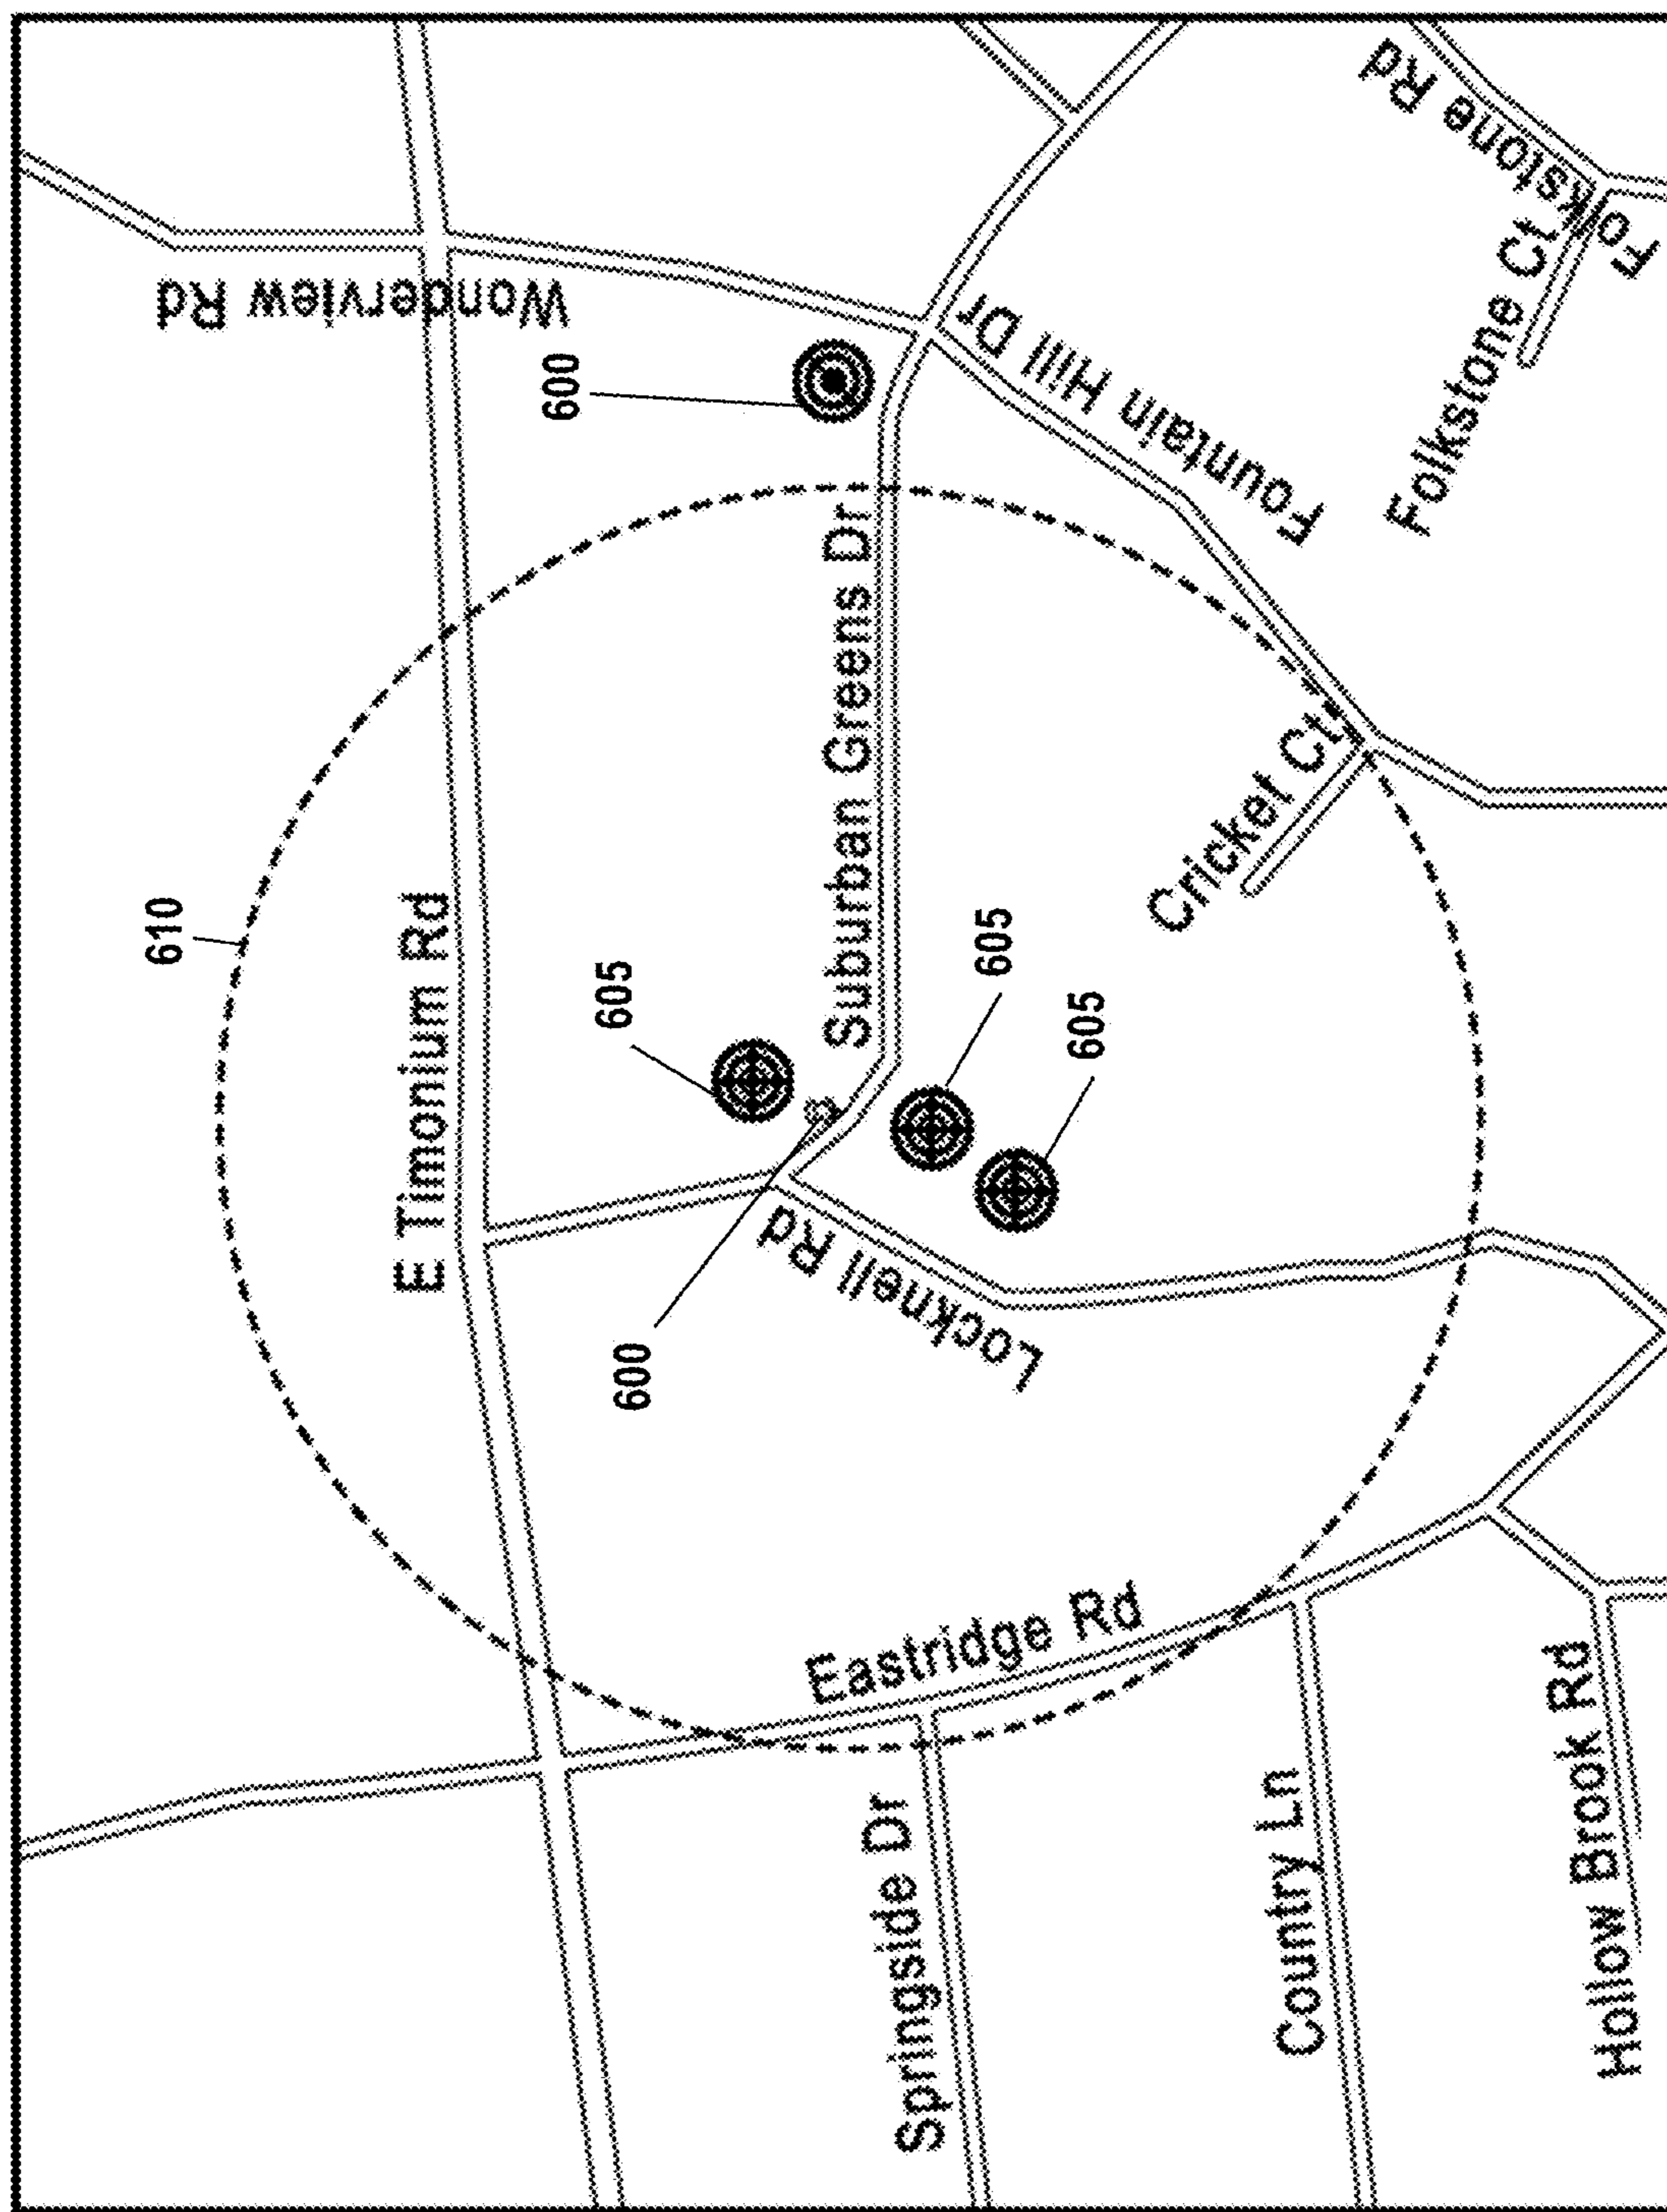 Wonderview Rd
600
610
E Timonium Rd
605
Suburban Greens Dr
Fountain Hill Dr
Folkstone Rd
Folkstone Ct
Cricket Ct
605
605
600
Locknell Rd
Eastridge Rd
Springside Dr
Country Ln
Hollow Brook Rd